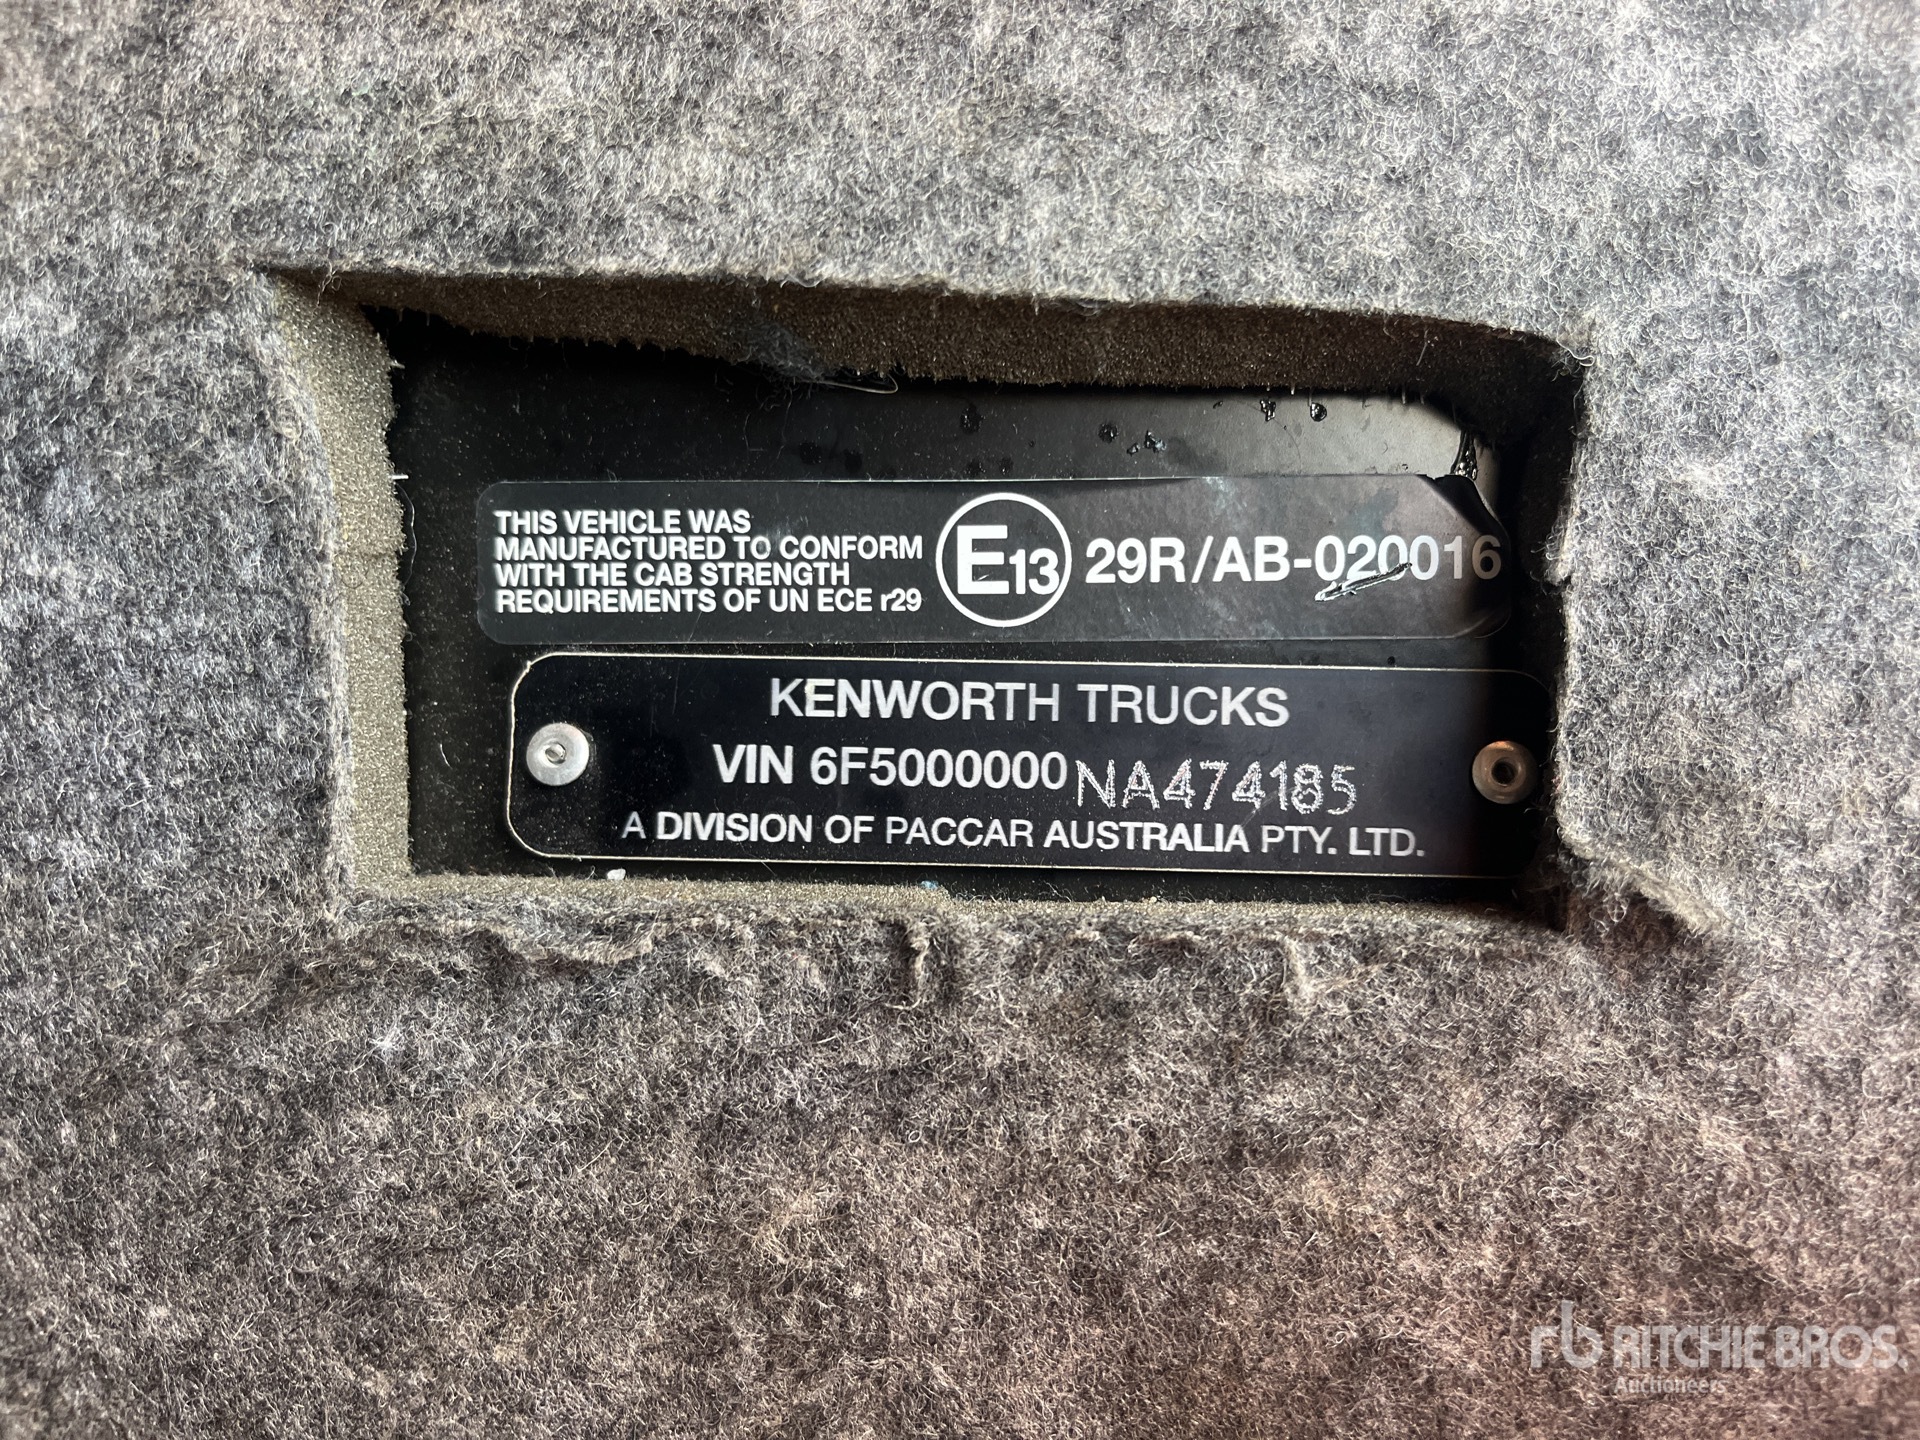 THIS VEHICLE WAS
MANUFACTURED TO CONFORM
WITH THE CAB STRENGTH
REQUIREMENTS OF UN ECE r29
E13 29R/AB-020016
KENWORTH TRUCKS
VIN 6F5000000NA474185
A DIVISION OF PACCAR AUSTRALIA PTY. LTD.
rb RITCHIE BROS.
Auctioneers